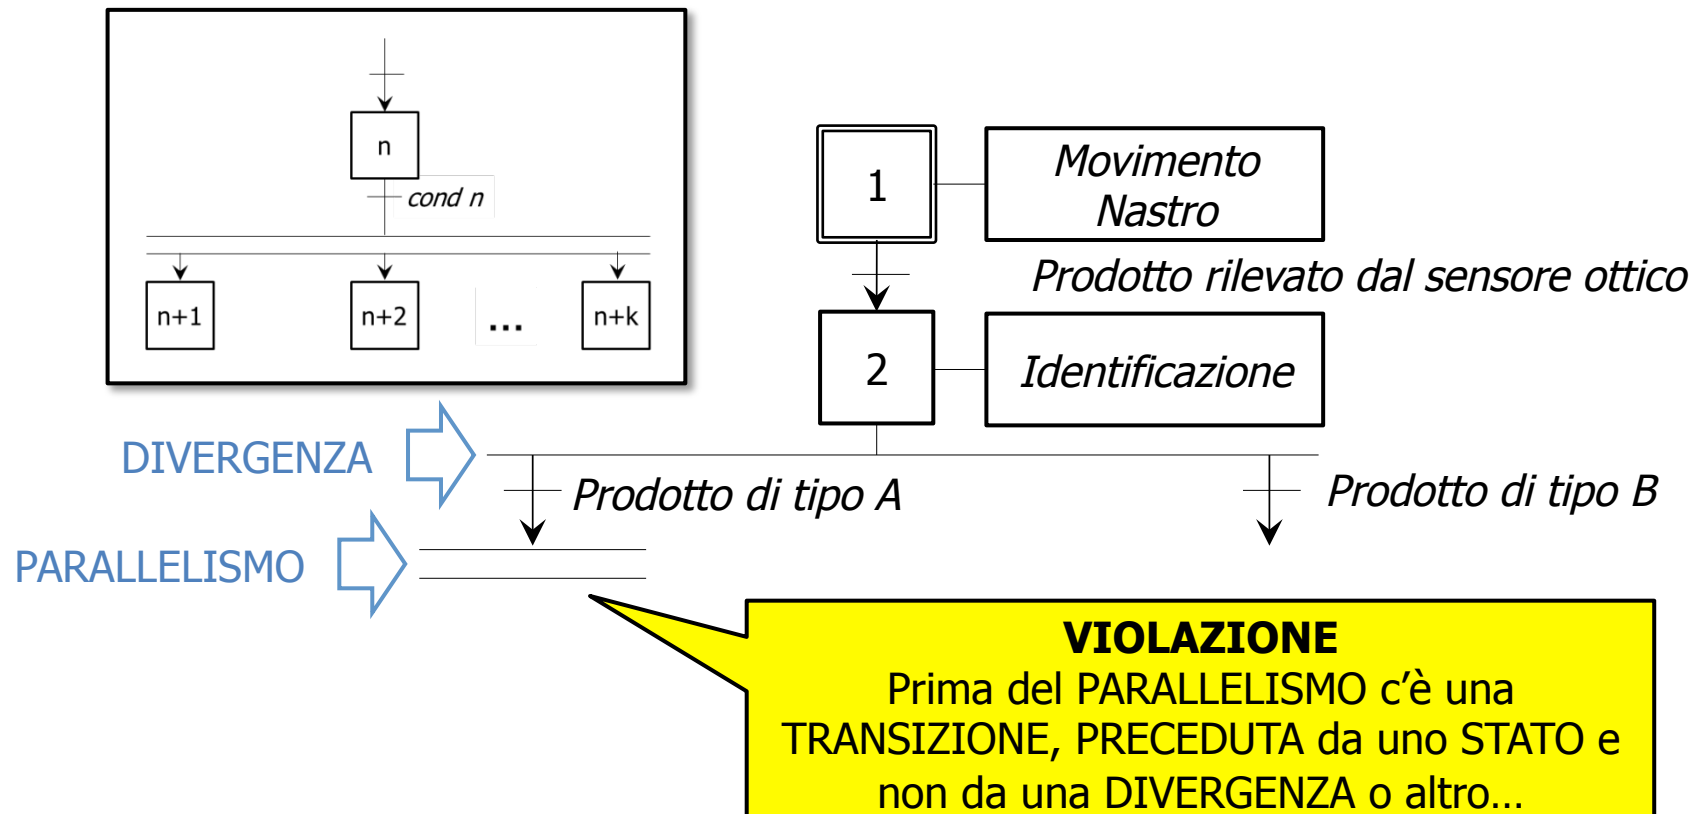 n
cond n
n+1
n+2
...
n+k
1
Movimento
Nastro
Prodotto rilevato dal sensore ottico
2
Identificazione
DIVERGENZA
Prodotto di tipo A
Prodotto di tipo B
PARALLELISMO
VIOLAZIONE
Prima del PARALLELISMO c’è una
TRANSIZIONE, PRECEDUTA da uno STATO e
non da una DIVERGENZA o altro…